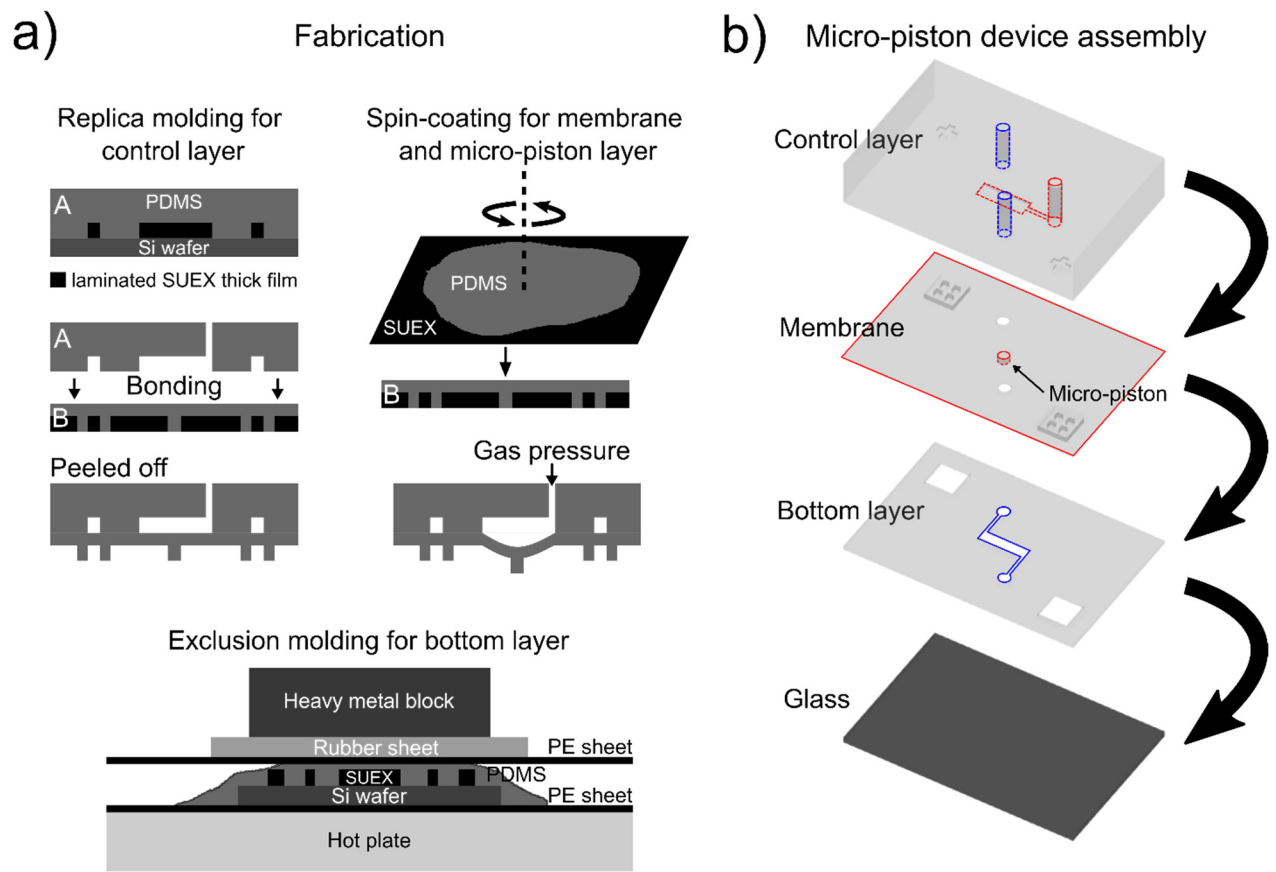 a)
Fabrication
Replica molding for
control layer
A
PDMS
Si wafer
laminated SUEX thick film
A
Bonding
B
Peeled off
Spin-coating for membrane
and micro-piston layer
PDMS
SUEX
B
Gas pressure
Exclusion molding for bottom layer
Heavy metal block
Rubber sheet
PE sheet
SUEX
PDMS
Si wafer
PE sheet
Hot plate
b)
Micro-piston device assembly
Control layer
Membrane
Micro-piston
Bottom layer
Glass